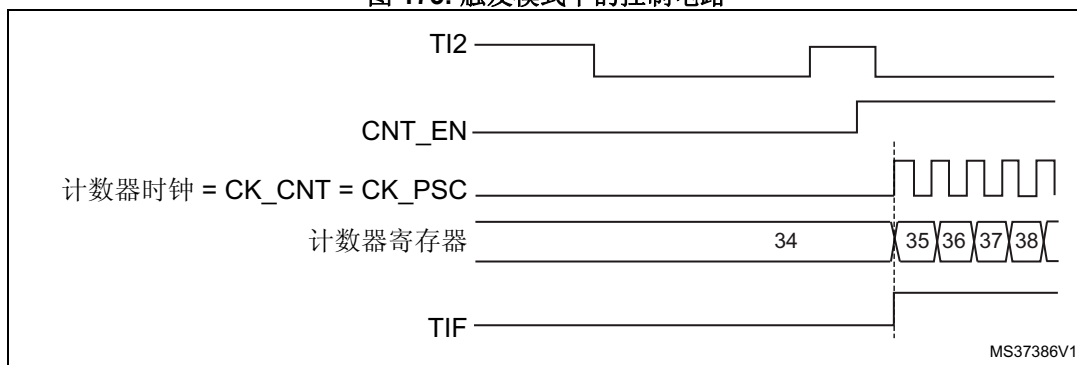 TI2
CNT_EN
计数器时钟 = CK_CNT = CK_PSC
计数器寄存器 34 35 36 37 38
TIF
MS37386V1